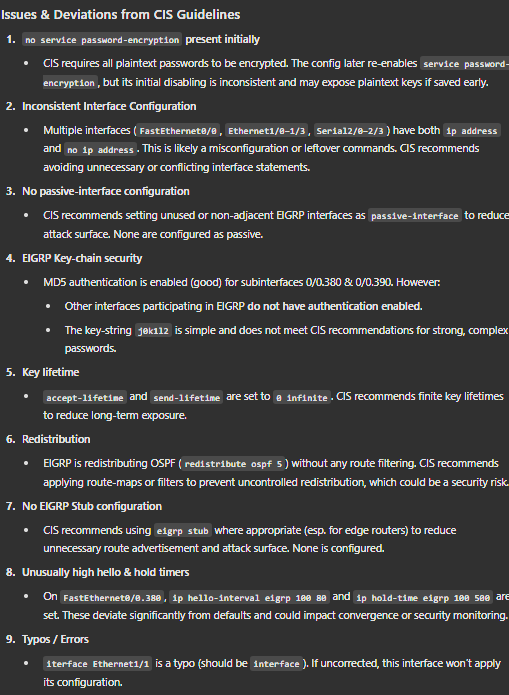 Issues & Deviations from CIS Guidelines
1. no service password-encryption present initially
• CIS requires all plaintext passwords to be encrypted. The config later re-enables service password-
encryption, but its initial disabling is inconsistent and may expose plaintext keys if saved early.
2. Inconsistent Interface Configuration
• Multiple interfaces (FastEthernet0/0, Ethernet1/0-1/3, Serial2/0-2/3) have both ip address
and no ip address. This is likely a misconfiguration or leftover commands. CIS recommends
avoiding unnecessary or conflicting interface statements.
3. No passive-interface configuration
• CIS recommends setting unused or non-adjacent EIGRP interfaces as passive-interface to reduce
attack surface. None are configured as passive.
4. EIGRP Key-chain security
• MD5 authentication is enabled (good) for subinterfaces 0/0.380 & 0/0.390. However:
• Other interfaces participating in EIGRP do not have authentication enabled.
• The key-string j0k1l2 is simple and does not meet CIS recommendations for strong, complex
passwords.
5. Key lifetime
• accept-lifetime and send-lifetime are set to 0 infinite. CIS recommends finite key lifetimes
to reduce long-term exposure.
6. Redistribution
• EIGRP is redistributing OSPF (redistribute ospf 5) without any route filtering. CIS recommends
applying route-maps or filters to prevent uncontrolled redistribution, which could be a security risk.
7. No EIGRP Stub configuration
• CIS recommends using eigrp stub where appropriate (esp. for edge routers) to reduce
unnecessary route advertisement and attack surface. None is configured.
8. Unusually high hello & hold timers
• On FastEthernet0/0.380, ip hello-interval eigrp 100 80 and ip hold-time eigrp 100 500 are
set. These deviate significantly from defaults and could impact convergence or security monitoring.
9. Typos / Errors
• iterface Ethernet1/1 is a typo (should be interface). If uncorrected, this interface won't apply
its configuration.